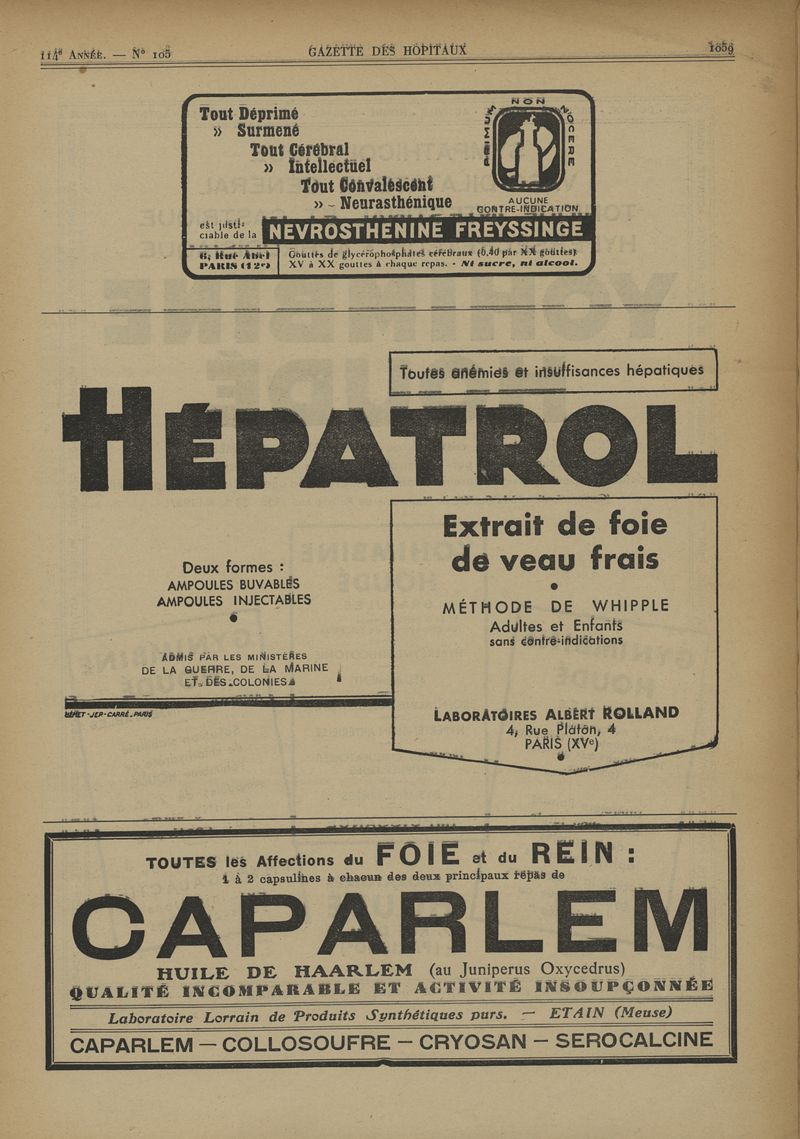 114e ANNÉE. — N° 105
GAZETTE DES HOPITAUX
1059
Tout Déprimé
» Surmené
Tout Cérébral
» Intellectuel
Tout Convalescent
» - Neurasthénique
JAMAIS NON NOCERE
AUCUNE
CONTRE-INDICATION
est justi-
ciable de la
NEVROSTHENINE FREYSSINGE
6, Rue Abel
PARIS (12e)
Gouttes de glycérophosphates cérébraux (0,40 par XX gouttes)
XV à XX gouttes à chaque repas. - Ni sucre, ni alcool.
Toutes anémies et insuffisances hépatiques
HÉPATROL
Extrait de foie
de veau frais
•
MÉTHODE DE WHIPPLE
Adultes et Enfants
sans contre-indications
Deux formes :
AMPOULES BUVABLES
AMPOULES INJECTABLES
•
ADMIS PAR LES MINISTÈRES
DE LA GUERRE, DE LA MARINE
ET DES COLONIES
LABORATOIRES ALBERT ROLLAND
4, Rue Platon, 4
PARIS (XVe)
-JEP-CARRÉ-PARIS
TOUTES les Affections du FOIE et du REIN :
1 à 2 capsulines à chacun des deux principaux repas de
CAPARLEM
HUILE DE HAARLEM (au Juniperus Oxycedrus)
QUALITÉ INCOMPARABLE ET ACTIVITÉ INSOUPÇONNÉE
Laboratoire Lorrain de Produits Synthétiques purs. — ETAIN (Meuse)
CAPARLEM — COLLOSOUFRE — CRYOSAN — SEROCALCINE